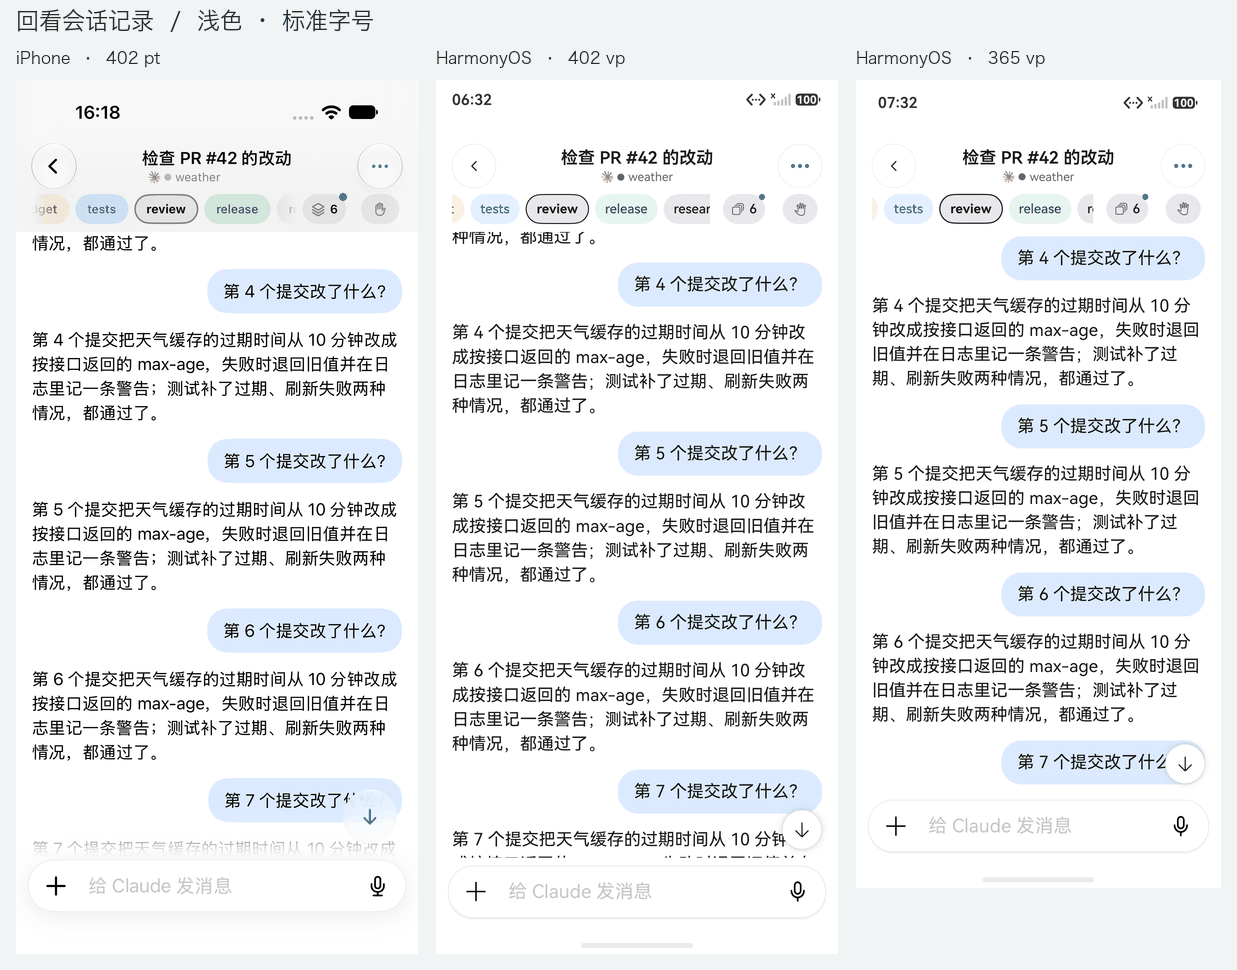 回看会话记录 / 浅色 · 标准字号
iPhone · 402 pt
16:18
检查 PR #42 的改动
weather
dget
tests
review
release
6
情况，都通过了。
第 4 个提交改了什么？
第 4 个提交把天气缓存的过期时间从 10 分钟改成
按接口返回的 max-age，失败时退回旧值并在日
志里记一条警告；测试补了过期、刷新失败两种
情况，都通过了。
第 5 个提交改了什么？
第 5 个提交把天气缓存的过期时间从 10 分钟改成
按接口返回的 max-age，失败时退回旧值并在日
志里记一条警告；测试补了过期、刷新失败两种
情况，都通过了。
第 6 个提交改了什么？
第 6 个提交把天气缓存的过期时间从 10 分钟改成
按接口返回的 max-age，失败时退回旧值并在日
志里记一条警告；测试补了过期、刷新失败两种
情况，都通过了。
第 7 个提交改了
第 7 个提交把天气缓存的过期时间从 10 分钟改成
给 Claude 发消息
HarmonyOS · 402 vp
06:32
100
检查 PR #42 的改动
weather
tests
review
release
resear
6
种情况，都通过了。
第 4 个提交改了什么？
第 4 个提交把天气缓存的过期时间从 10 分钟改
成按接口返回的 max-age，失败时退回旧值并在
日志里记一条警告；测试补了过期、刷新失败两
种情况，都通过了。
第 5 个提交改了什么？
第 5 个提交把天气缓存的过期时间从 10 分钟改
成按接口返回的 max-age，失败时退回旧值并在
日志里记一条警告；测试补了过期、刷新失败两
种情况，都通过了。
第 6 个提交改了什么？
第 6 个提交把天气缓存的过期时间从 10 分钟改
成按接口返回的 max-age，失败时退回旧值并在
日志里记一条警告；测试补了过期、刷新失败两
种情况，都通过了。
第 7 个提交改了什么？
第 7 个提交把天气缓存的过期时间从 10 分钟
给 Claude 发消息
HarmonyOS · 365 vp
07:32
100
检查 PR #42 的改动
weather
tests
review
release
6
第 4 个提交改了什么？
第 4 个提交把天气缓存的过期时间从 10 分
钟改成按接口返回的 max-age，失败时退回
旧值并在日志里记一条警告；测试补了过
期、刷新失败两种情况，都通过了。
第 5 个提交改了什么？
第 5 个提交把天气缓存的过期时间从 10 分
钟改成按接口返回的 max-age，失败时退回
旧值并在日志里记一条警告；测试补了过
期、刷新失败两种情况，都通过了。
第 6 个提交改了什么？
第 6 个提交把天气缓存的过期时间从 10 分
钟改成按接口返回的 max-age，失败时退回
旧值并在日志里记一条警告；测试补了过
期、刷新失败两种情况，都通过了。
第 7 个提交改了什么
给 Claude 发消息